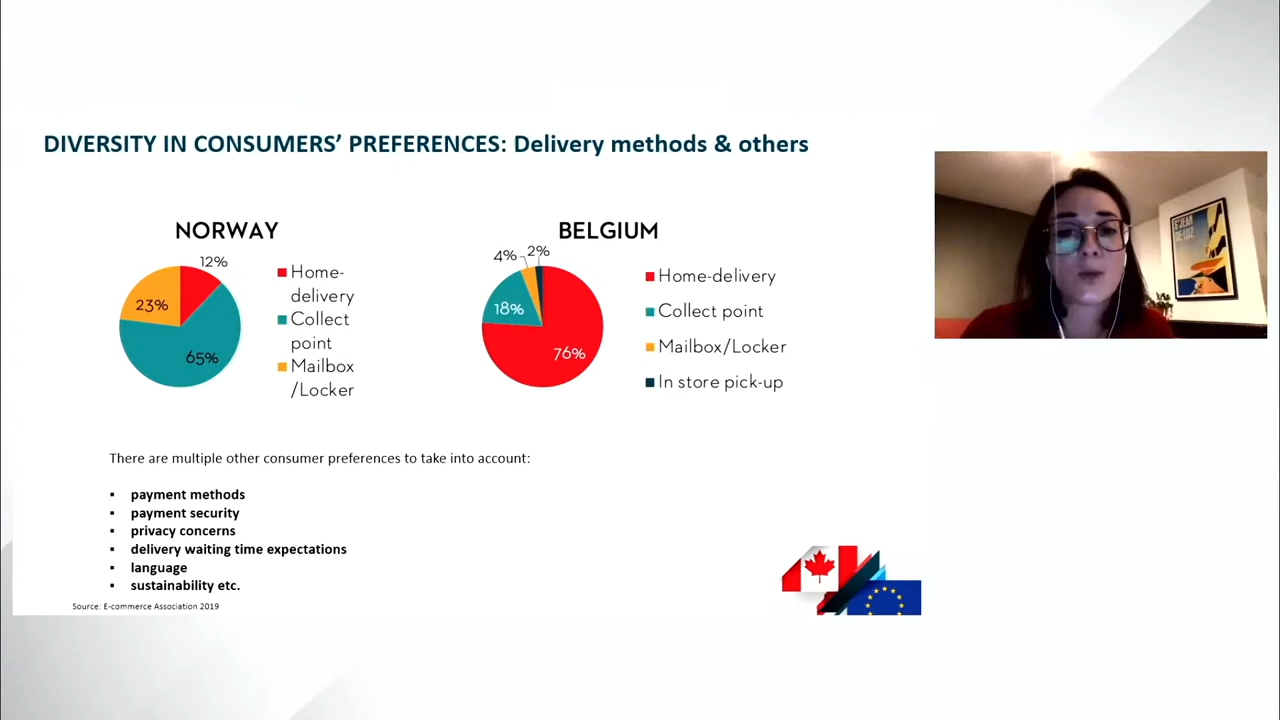 DIVERSITY IN CONSUMERS’ PREFERENCES: Delivery methods & others
NORWAY
12%
23%
65%
Home-
delivery
Collect
point
Mailbox
/Locker
BELGIUM
4%
2%
18%
76%
Home-delivery
Collect point
Mailbox/Locker
In store pick-up
There are multiple other consumer preferences to take into account:
▪ payment methods
▪ payment security
▪ privacy concerns
▪ delivery waiting time expectations
▪ language
▪ sustainability etc.
Source: E-commerce Association 2019
S'JEAN
DE-LUZ